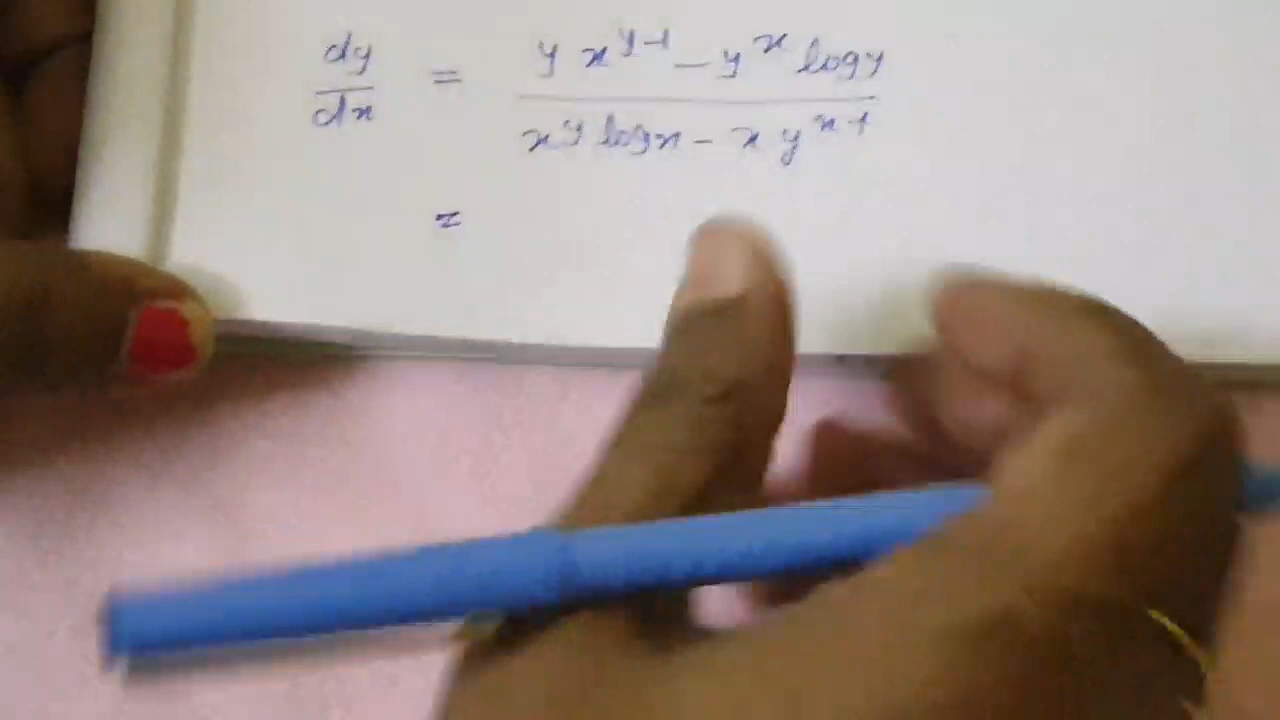 dy/dx = (y x^{y-1} - y^x log y)/(x^y log x - x y^{x-1})
=